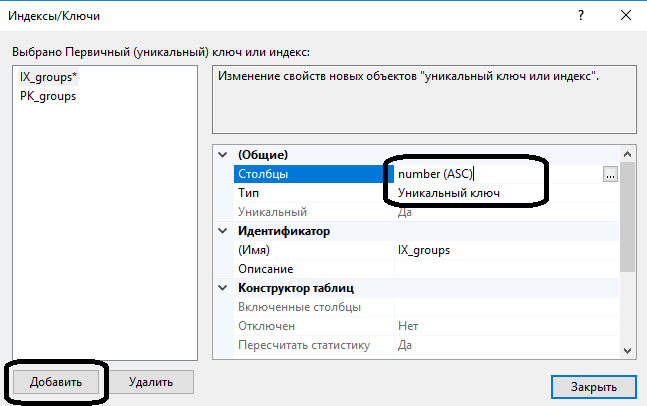 Индексы/Ключи
?
Выбрано Первичный (уникальный) ключ или индекс:
IX_groups*
PK_groups
Изменение свойств новых объектов "уникальный ключ или индекс".
(Общие)
Столбцы number (ASC) ...
Тип Уникальный ключ
Уникальный Да
Идентификатор
(Имя) IX_groups
Описание
Конструктор таблиц
Включенные столбцы
Отключен Нет
Пересчитать статистику Да
Добавить Удалить
Закрыть